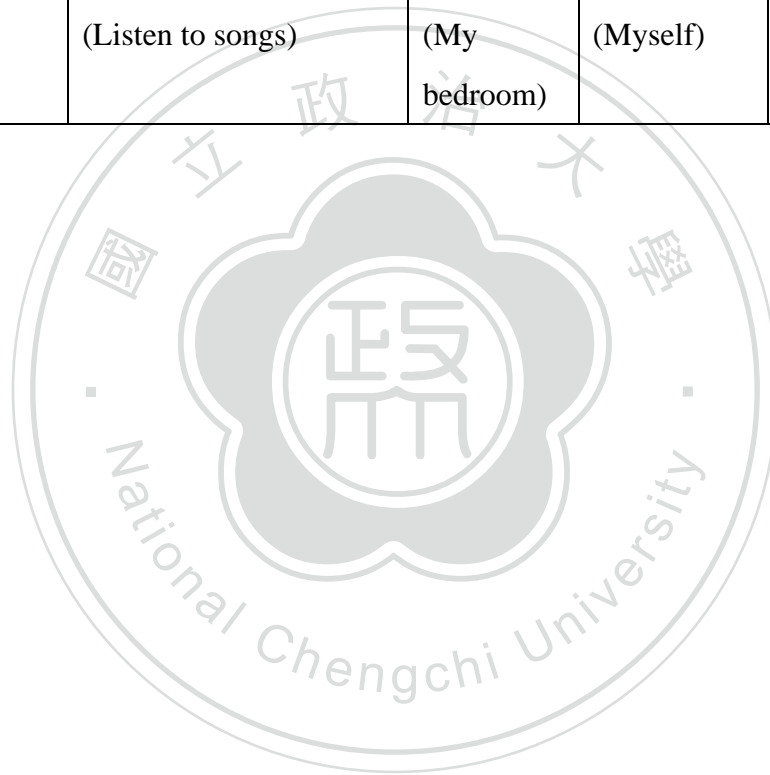 (Listen to songs) (My (Myself)
bedroom)
國立政治大學
National Chengchi University